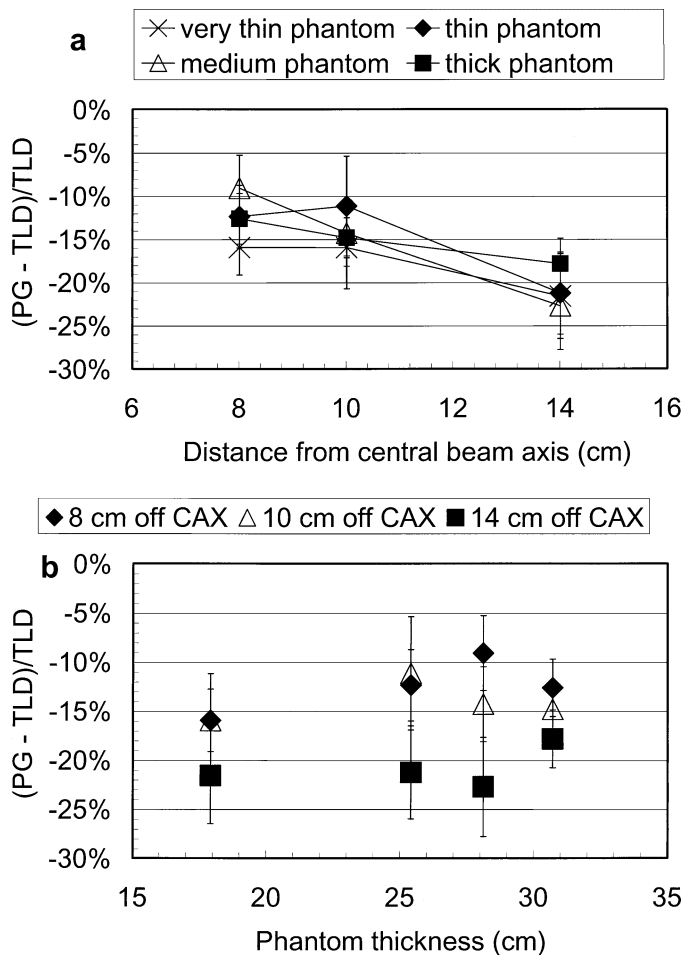 a
very thin phantom thin phantom
medium phantom thick phantom
0%
-5%
-10%
-15%
-20%
-25%
-30%
(PG - TLD)/TLD
6 8 10 12 14 16
Distance from central beam axis (cm)
8 cm off CAX 10 cm off CAX 14 cm off CAX
b
0%
-5%
-10%
-15%
-20%
-25%
-30%
(PG - TLD)/TLD
15 20 25 30 35
Phantom thickness (cm)